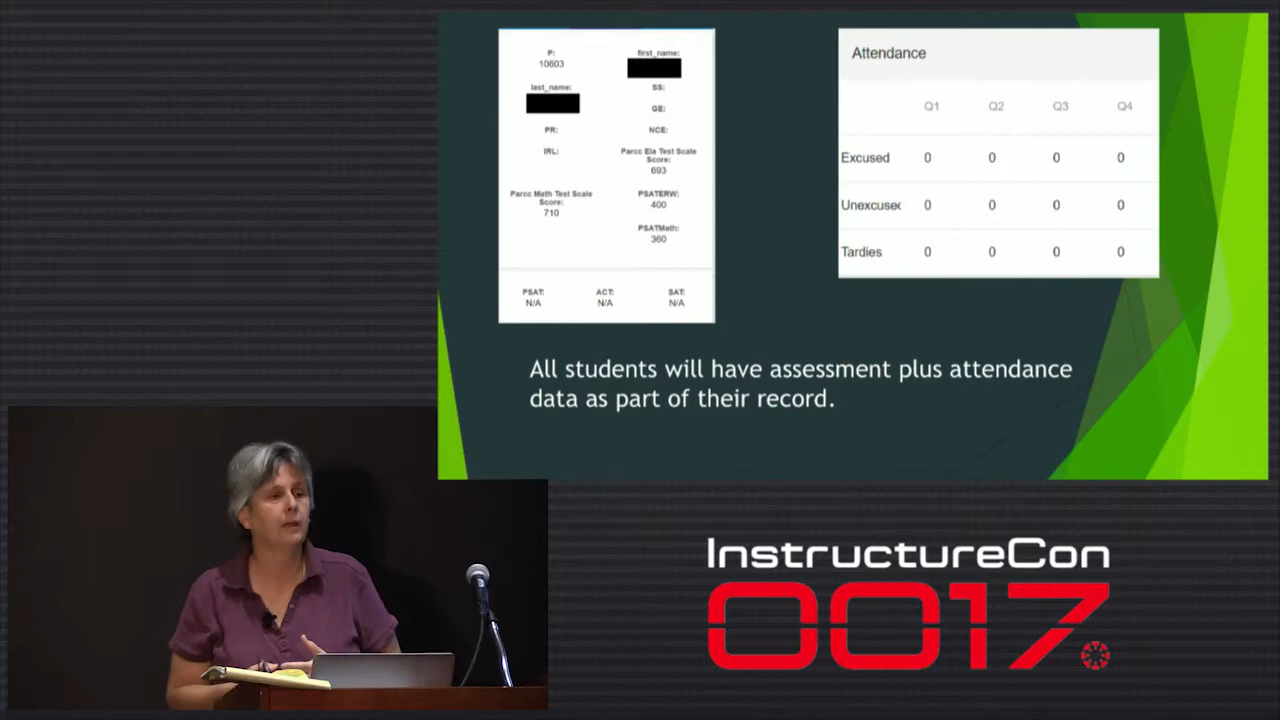 P:
10603
first_name:
last_name:
SS:
GE:
PR:
NCE:
IRL:
Parcc Ela Test Scale
Score:
693
Parcc Math Test Scale
Score:
710
PSATERW:
400
PSATMath:
360
PSAT:
N/A
ACT:
N/A
SAT:
N/A
Attendance
Q1 Q2 Q3 Q4
Excused 0 0 0 0
Unexcused 0 0 0 0
Tardies 0 0 0 0
All students will have assessment plus attendance
data as part of their record.
InstructureCon
0017